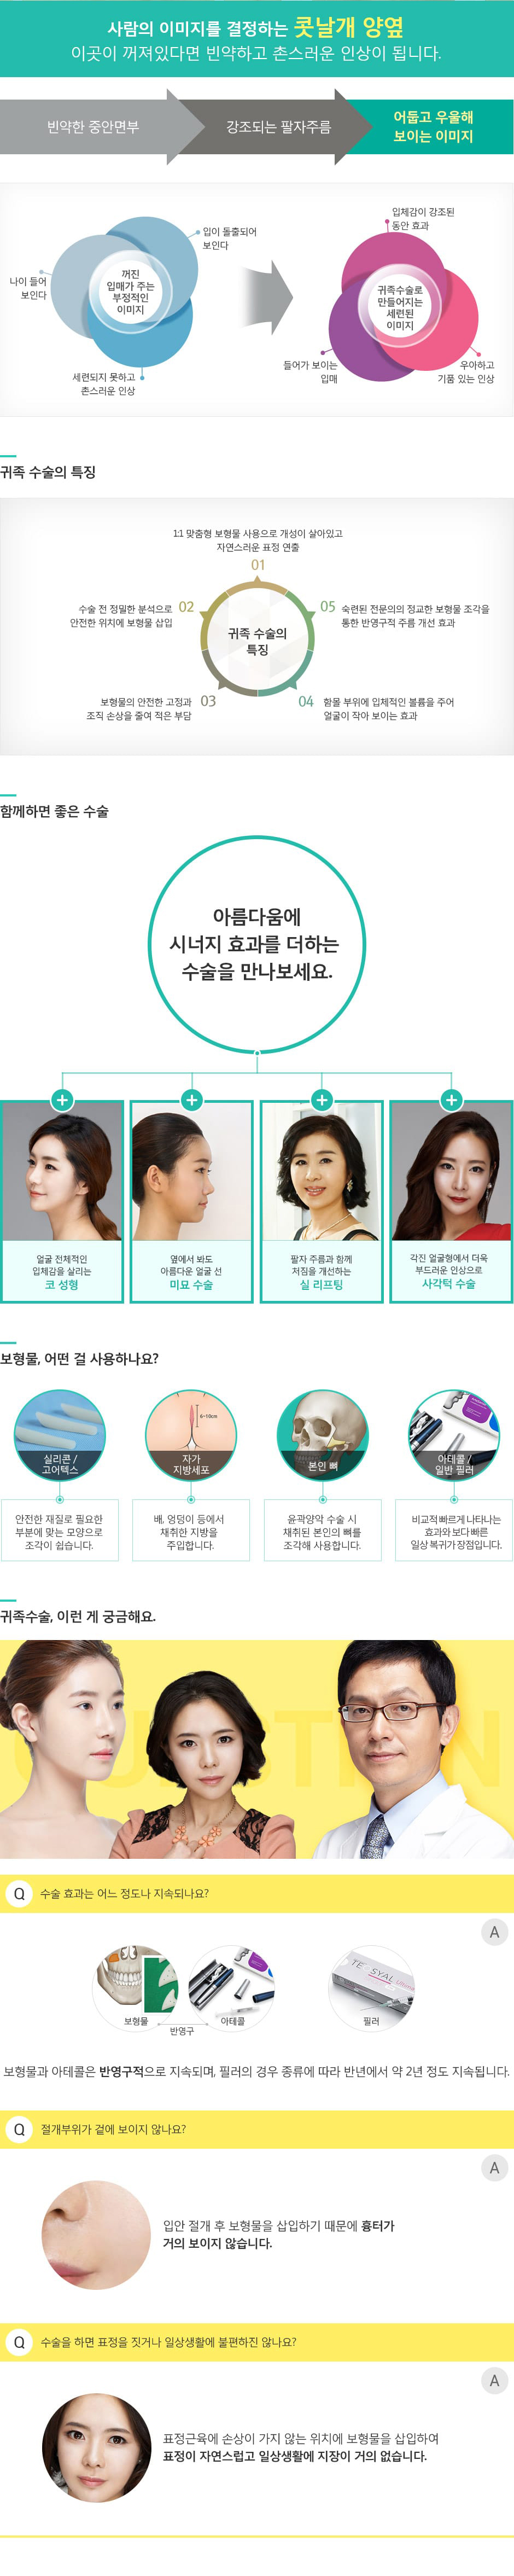 사람의 이미지를 결정하는 콧날개 양옆
이곳이 꺼져있다면 빈약하고 촌스러운 인상이 됩니다.
빈약한 중안면부
강조되는 팔자주름
어둡고 우울해
보이는 이미지
입이 돌출되어
보인다
나이 들어
보인다
꺼진
입매가 주는
부정적인
이미지
세련되지 못하고
촌스러운 인상
입체감이 강조된
동안 효과
귀족수술로
만들어지는
세련된
이미지
들어가 보이는
입매
우아하고
기품 있는 인상
귀족 수술의 특징
1:1 맞춤형 보형물 사용으로 개성이 살아있고
자연스러운 표정 연출
01
수술 전 정밀한 분석으로
안전한 위치에 보형물 삽입
02
귀족 수술의
특징
05
숙련된 전문의의 정교한 보형물 조각을
통한 반영구적 주름 개선 효과
보형물의 안전한 고정과
조직 손상을 줄여 적은 부담
03
04
함몰 부위에 입체적인 볼륨을 주어
얼굴이 작아 보이는 효과
함께하면 좋은 수술
아름다움에
시너지 효과를 더하는
수술을 만나보세요.
얼굴 전체적인
입체감을 살리는
코 성형
옆에서 봐도
아름다운 얼굴 선
미묘 수술
팔자 주름과 함께
처짐을 개선하는
실 리프팅
각진 얼굴형에서 더욱
부드러운 인상으로
사각턱 수술
보형물, 어떤 걸 사용하나요?
실리콘 /
고어텍스
6~10cm
자가
지방세포
본인 뼈
아테콜 /
일반 필러
안전한 재질로 필요한
부분에 맞는 모양으로
조각이 쉽습니다.
배, 엉덩이 등에서
채취한 지방을
주입합니다.
윤곽양악 수술 시
채취된 본인의 뼈를
조각해 사용합니다.
비교적 빠르게 나타나는
효과와 보다 빠른
일상 복귀가 장점입니다.
귀족수술, 이런 게 궁금해요.
QUESTION
Q 수술 효과는 어느 정도나 지속되나요?
A
보형물
아테콜
반영구
필러
보형물과 아테콜은 반영구적으로 지속되며, 필러의 경우 종류에 따라 반년에서 약 2년 정도 지속됩니다.
Q 절개부위가 겉에 보이지 않나요?
A
입안 절개 후 보형물을 삽입하기 때문에 흉터가
거의 보이지 않습니다.
Q 수술을 하면 표정을 짓거나 일상생활에 불편하진 않나요?
A
표정근육에 손상이 가지 않는 위치에 보형물을 삽입하여
표정이 자연스럽고 일상생활에 지장이 거의 없습니다.